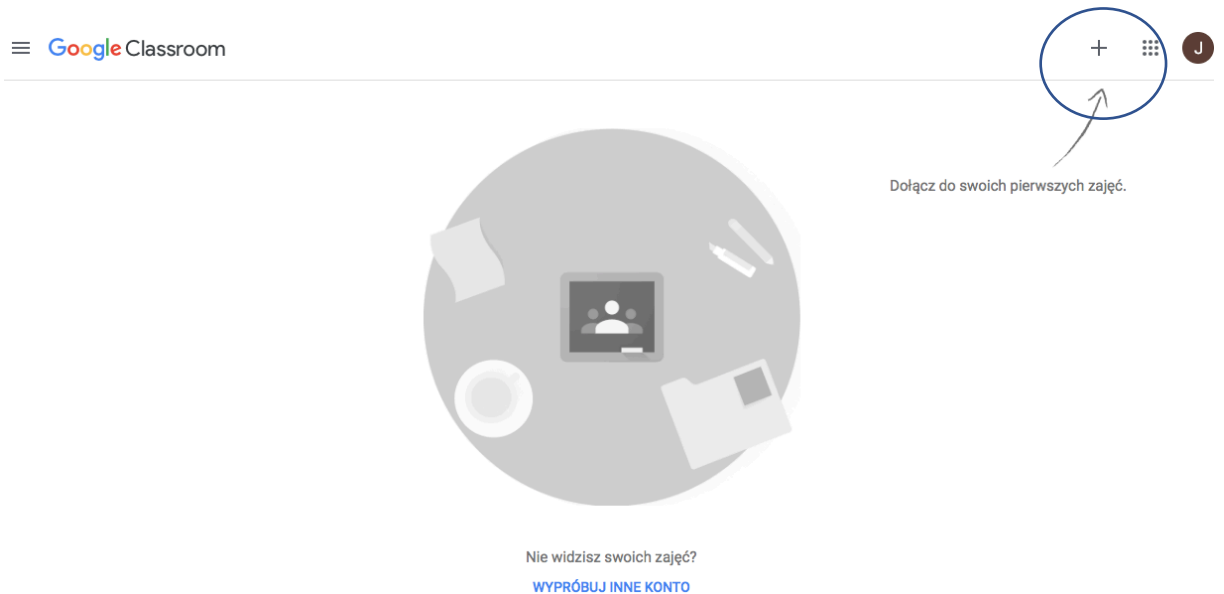 Google Classroom
J
Dołącz do swoich pierwszych zajęć.
Nie widzisz swoich zajęć?
WYPRÓBUJ INNE KONTO